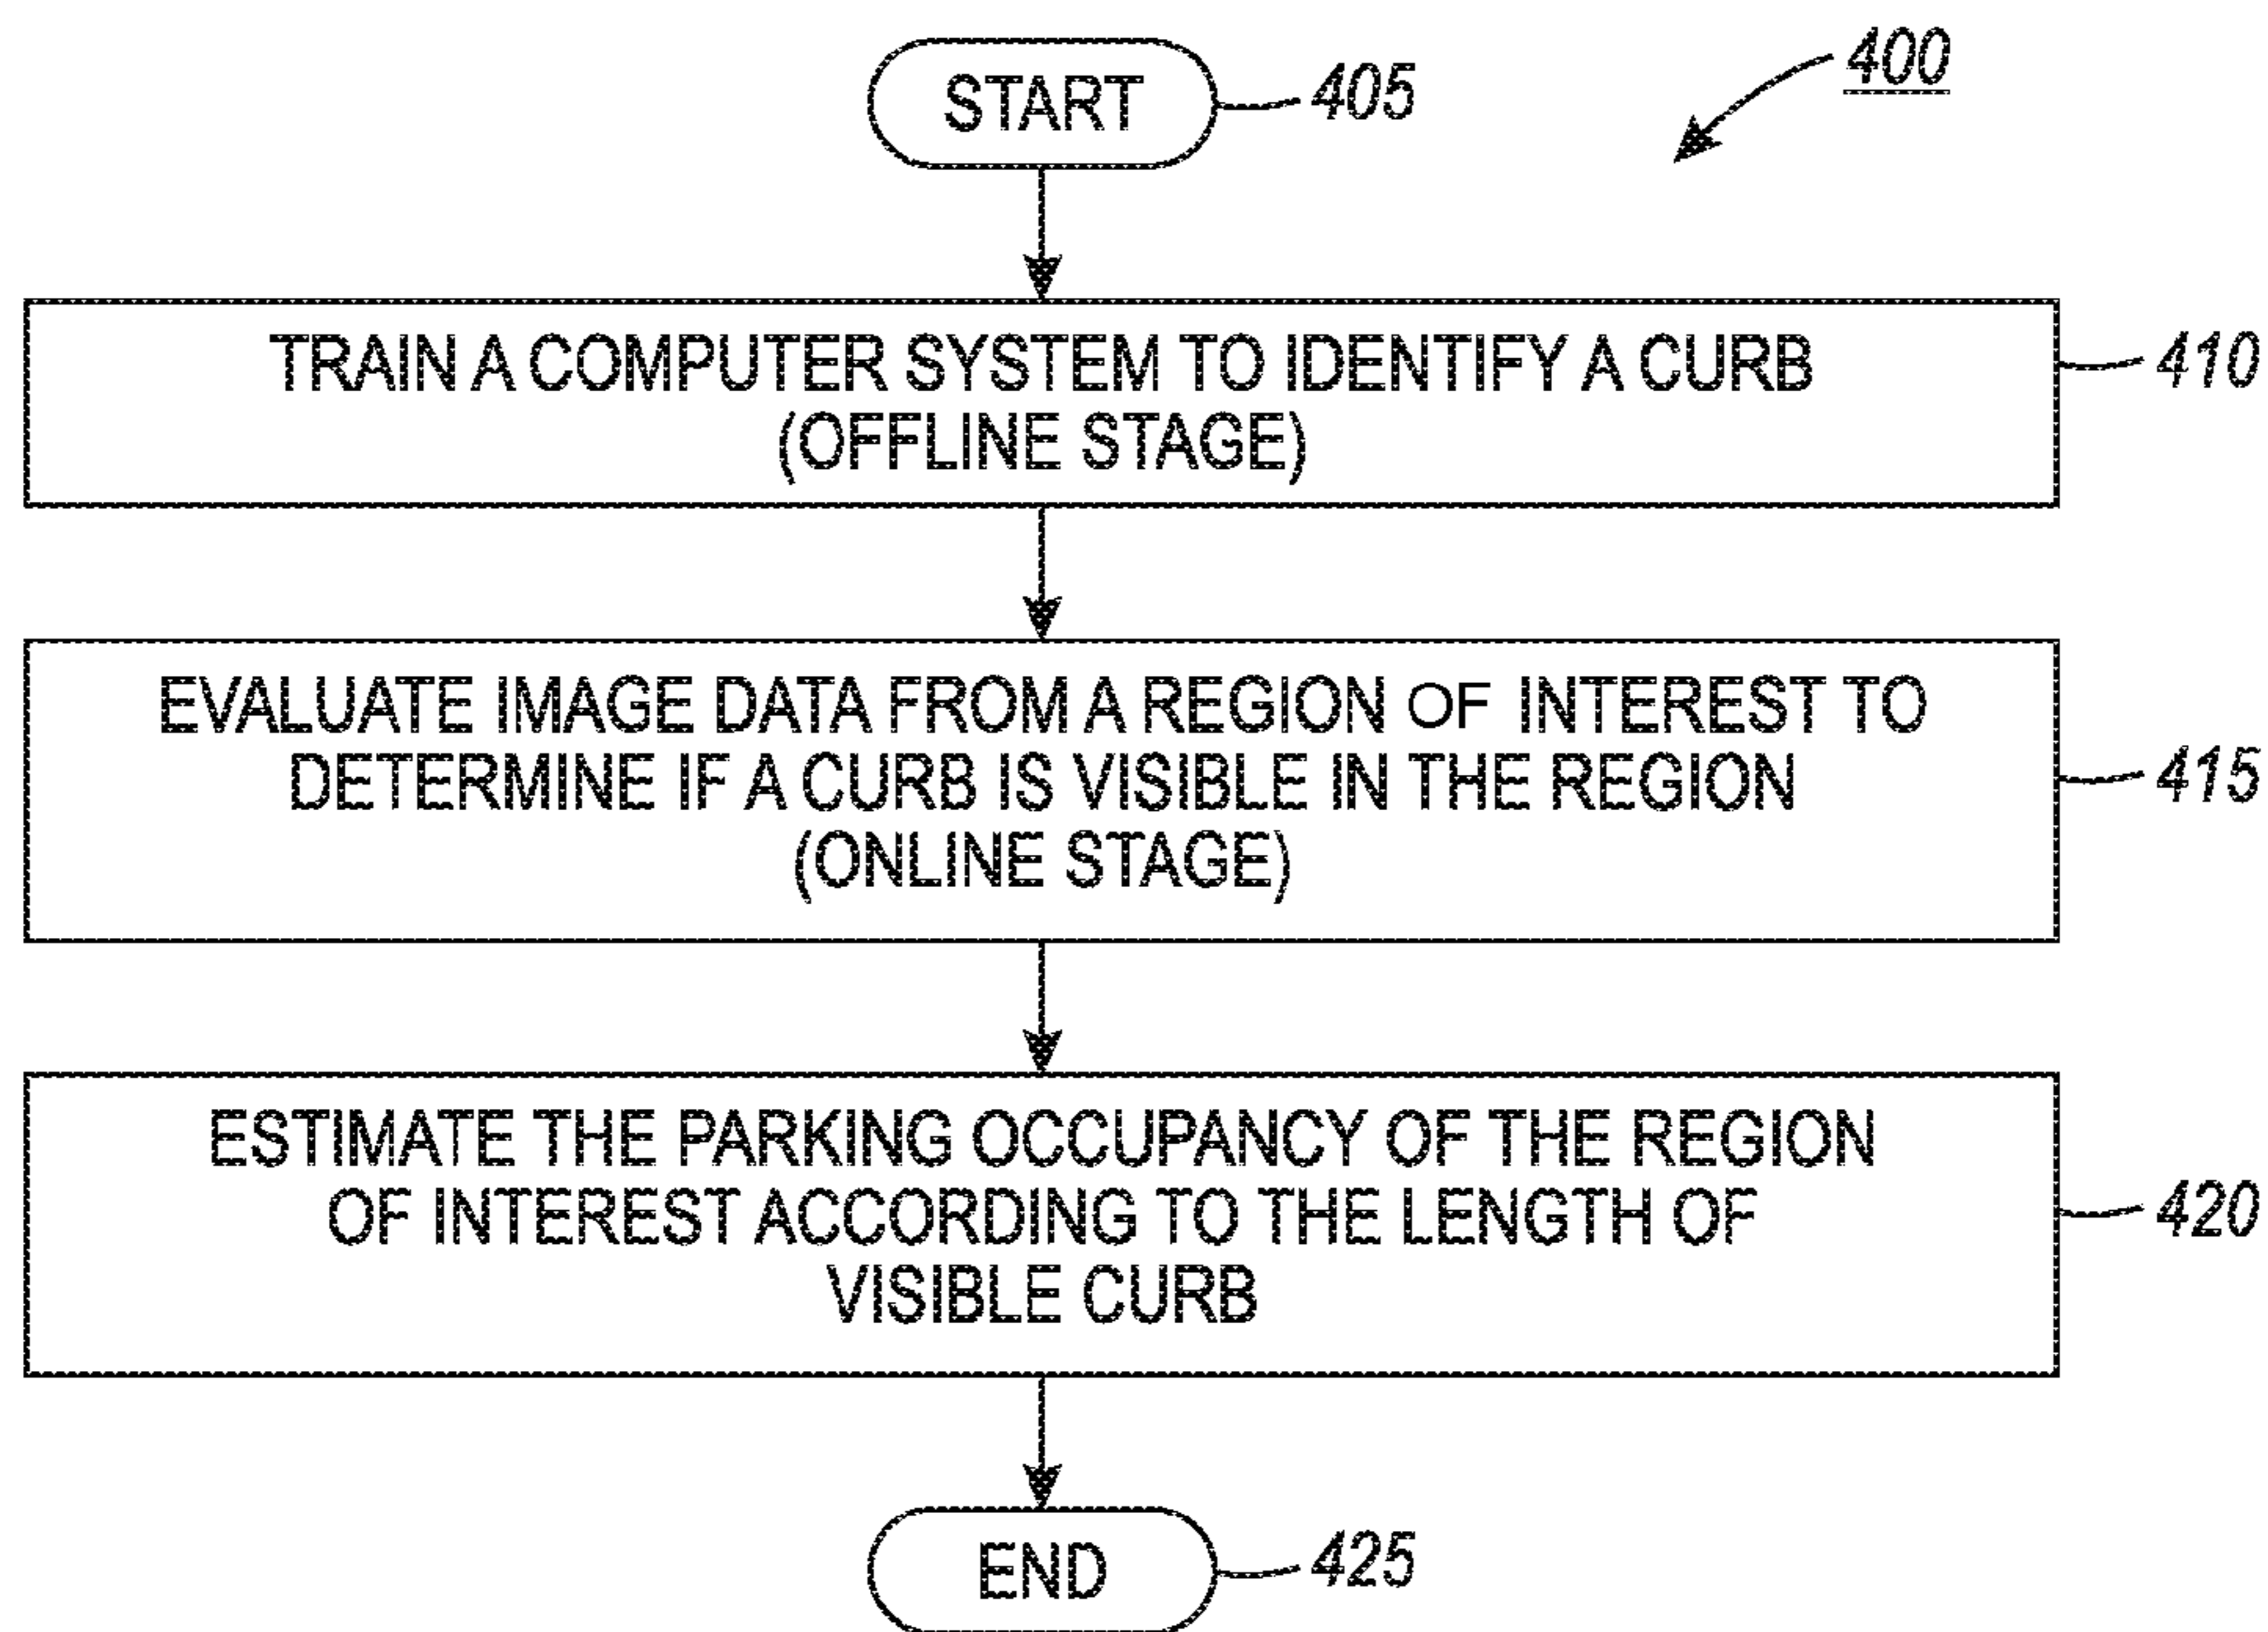 400
START 405
TRAIN A COMPUTER SYSTEM TO IDENTIFY A CURB
(OFFLINE STAGE)
410
EVALUATE IMAGE DATA FROM A REGION OF INTEREST TO
DETERMINE IF A CURB IS VISIBLE IN THE REGION
(ONLINE STAGE)
415
ESTIMATE THE PARKING OCCUPANCY OF THE REGION
OF INTEREST ACCORDING TO THE LENGTH OF
VISIBLE CURB
420
END 425